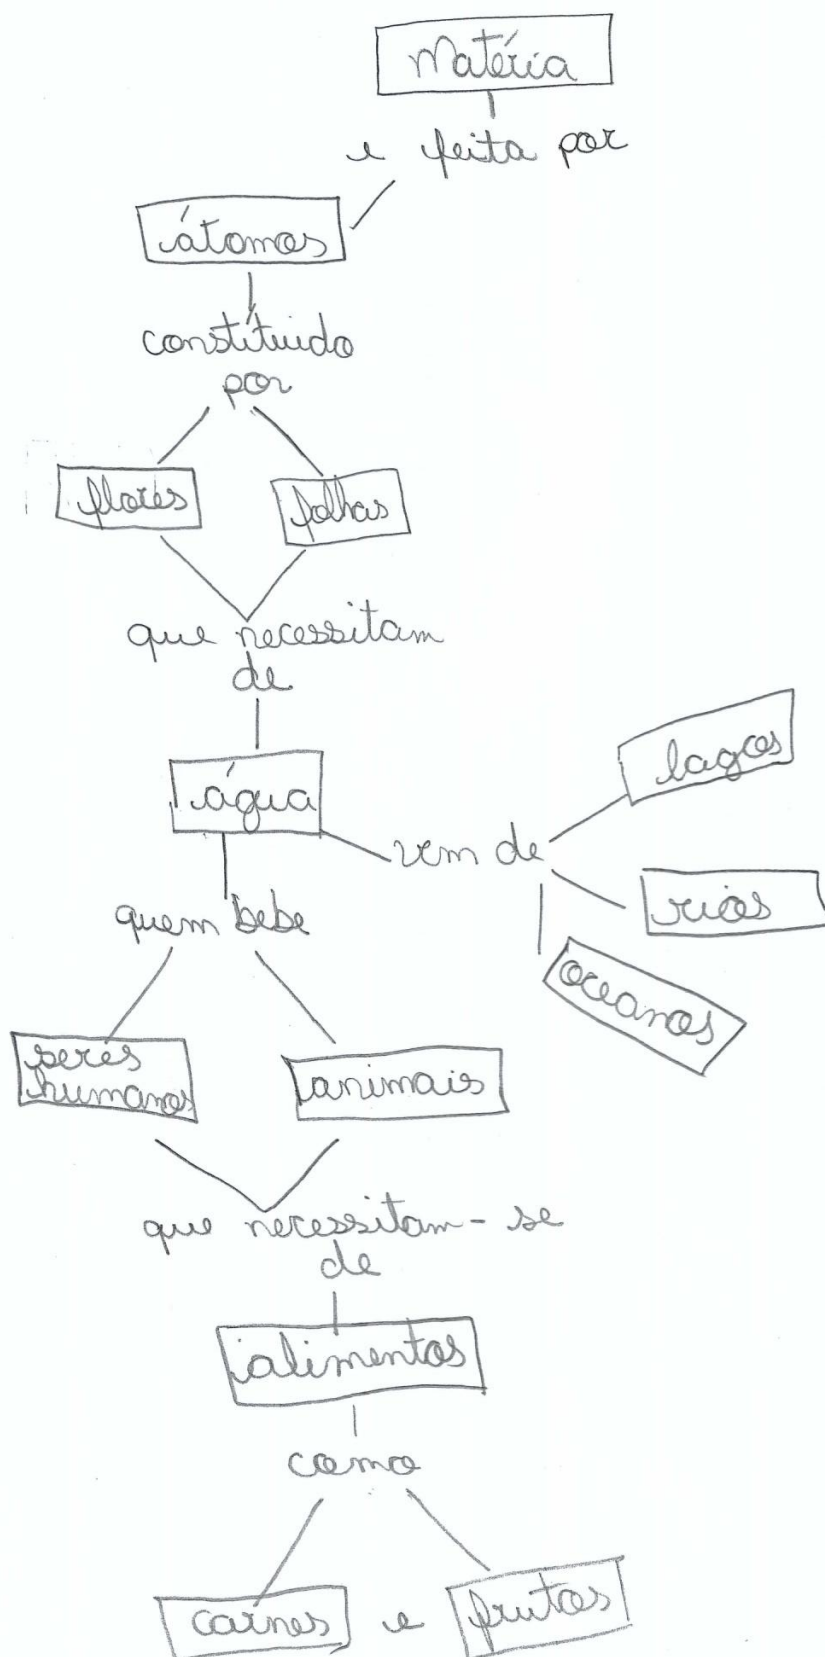 Matéria
e feita por
átomos
constítuido
por
flores
folhas
que necessitam
de
água
vem de
lagos
rios
oceanos
quem bebe
seres
humanos
animais
que necessitam-se
de
alimentos
como
carnes e frutas